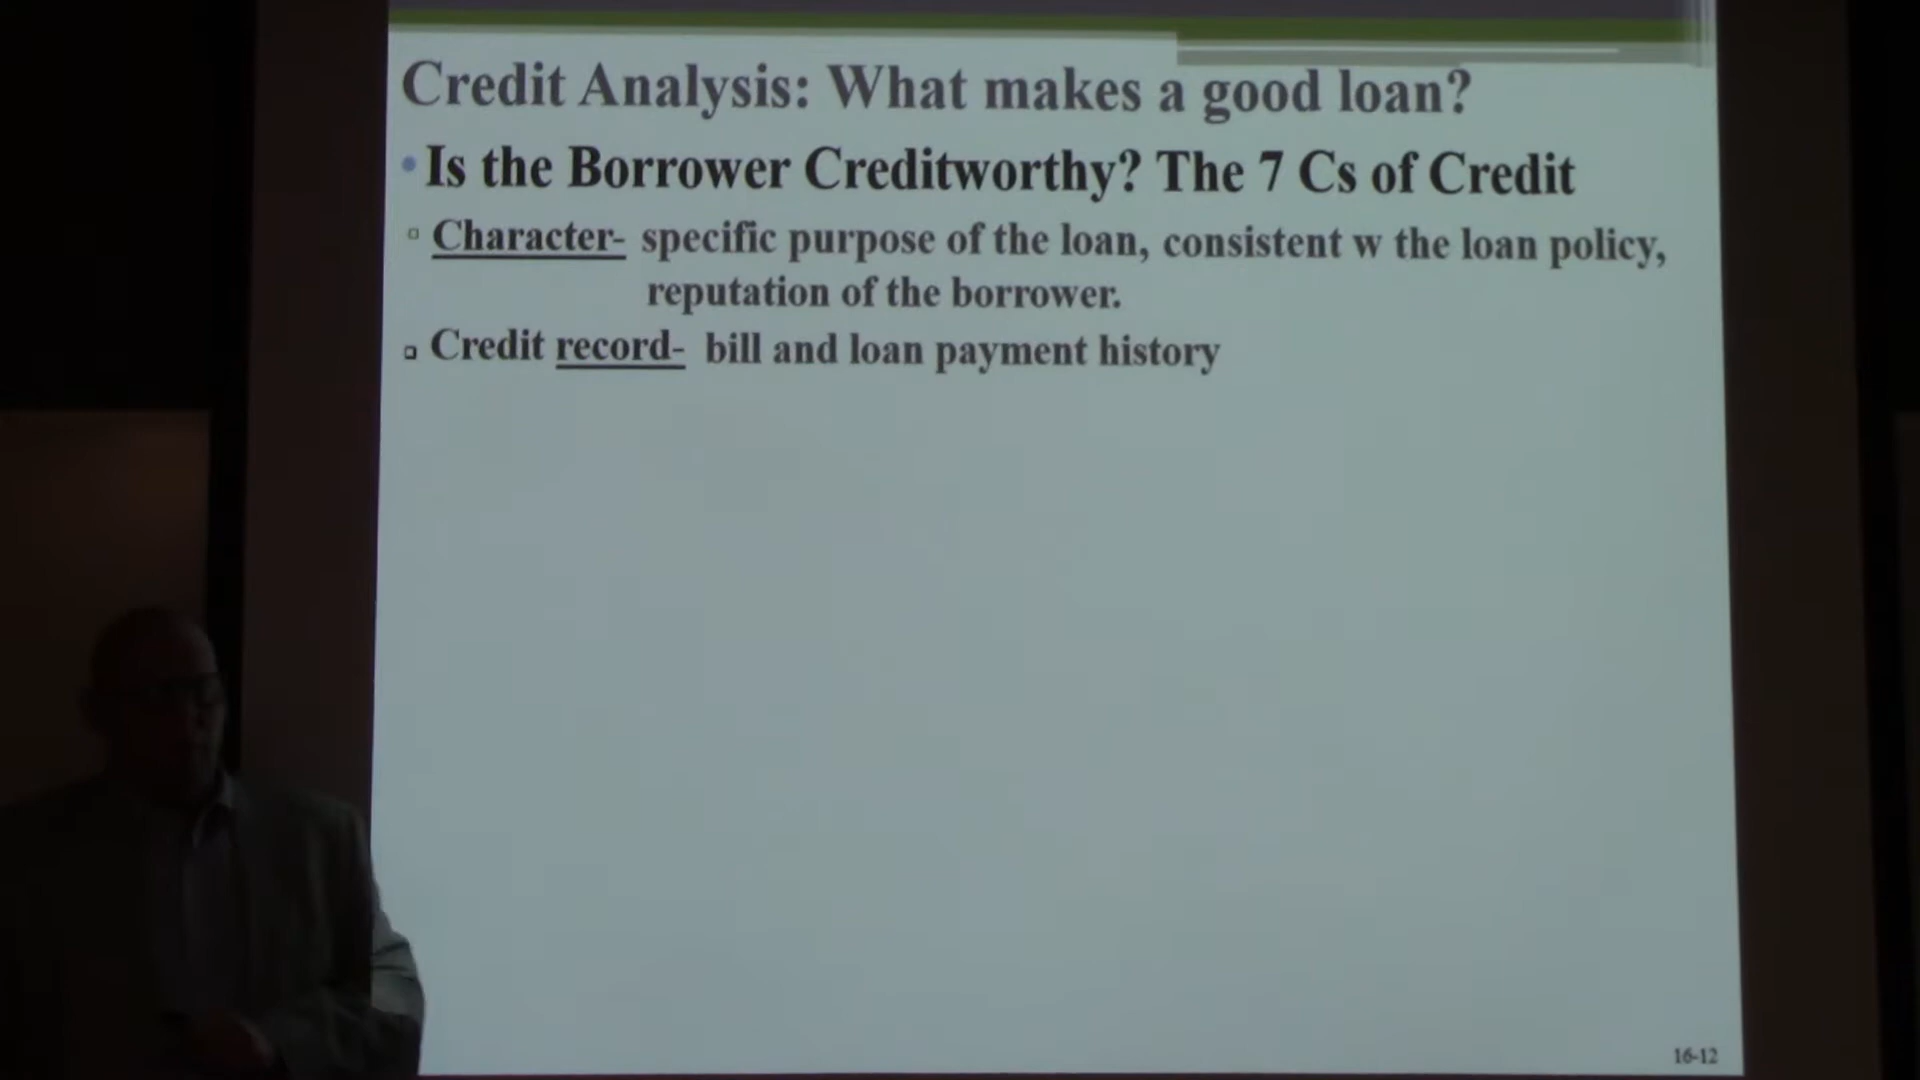 Credit Analysis: What makes a good loan?
• Is the Borrower Creditworthy? The 7 Cs of Credit
▫ Character- specific purpose of the loan, consistent w the loan policy,
reputation of the borrower.
▫ Credit record- bill and loan payment history
16-12